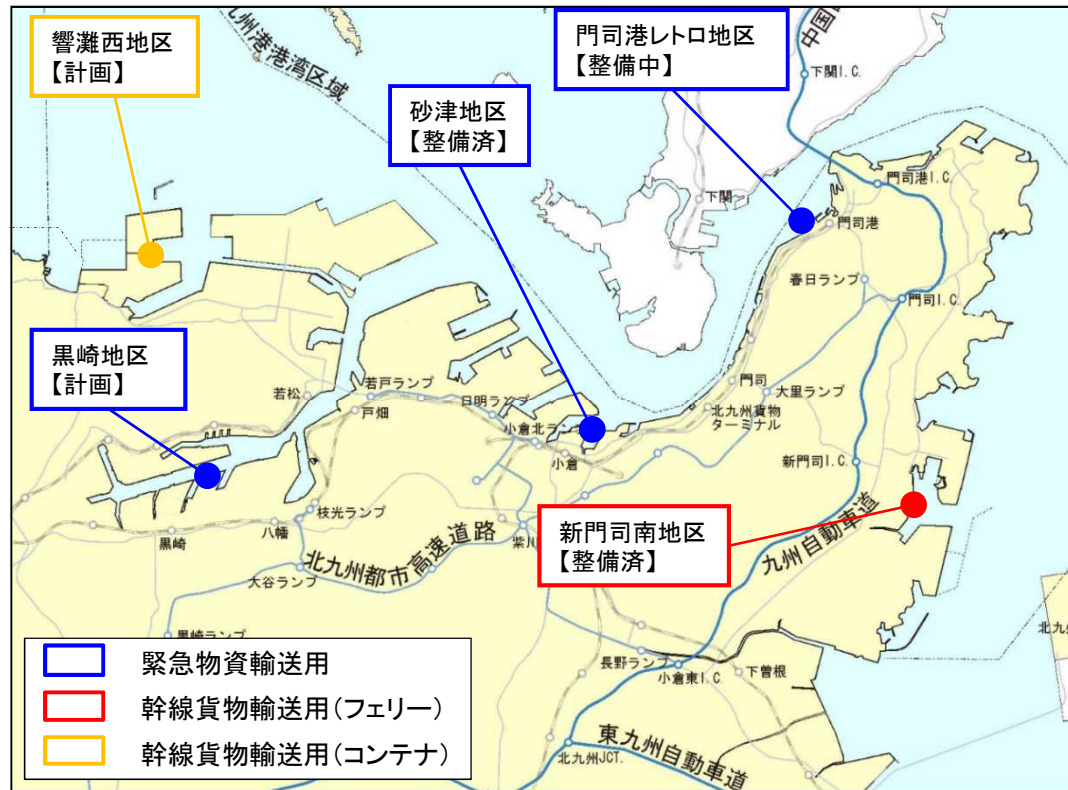 響灘西地区
【計画】
門司港レトロ地区
【整備中】
砂津地区
【整備済】
黒崎地区
【計画】
新門司南地区
【整備済】
九州港港湾区域
中国
下関I.C.
下関
門司港I.C.
門司港
春日ランプ
門司I.C.
門司
大里ランプ
北九州貨物
ターミナル
新門司I.C.
九州自動車道
若松
若戸ランプ
戸畑
日明ランプ
小倉北ランプ
小倉
枝光ランプ
八幡
黒崎
大谷ランプ
北九州都市高速道路
紫川
黒崎ランプ
長野ランプ
小倉東I.C
下曽根
北九州JCT.
東九州自動車道
北九州
緊急物資輸送用
幹線貨物輸送用(フェリー)
幹線貨物輸送用(コンテナ)